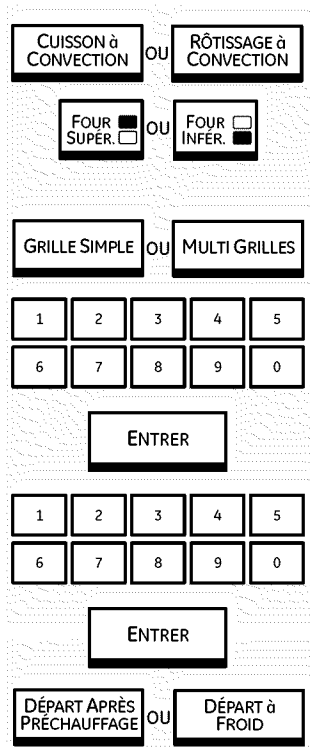 CUISSON à CONVECTION OU RÔTISSAGE à CONVECTION
FOUR SUPÉR. OU FOUR INFÉR.
GRILLE SIMPLE OU MULTI GRILLES
1 2 3 4 5
6 7 8 9 0
ENTRER
1 2 3 4 5
6 7 8 9 0
ENTRER
DÉPART APRÈS PRÉCHAUFFAGE OU DÉPART à FROID